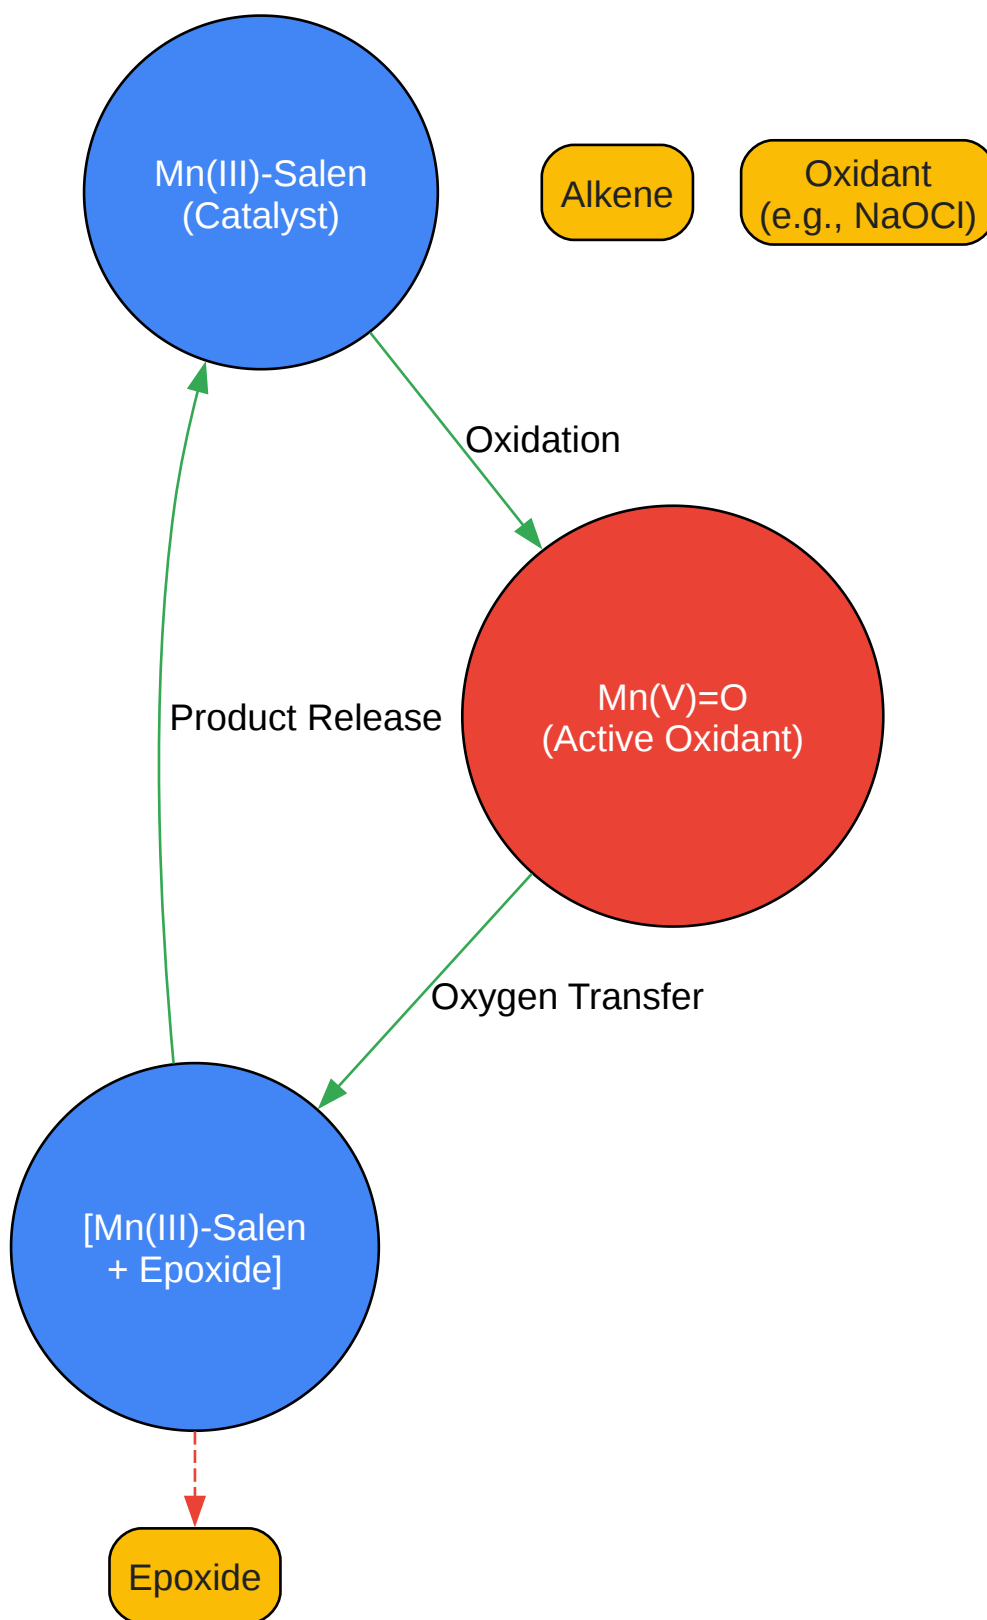 Mn(III)-Salen
(Catalyst)
Alkene
Oxidant
(e.g., NaOCl)
Oxidation
Mn(V)=O
(Active Oxidant)
Product Release
Oxygen Transfer
[Mn(III)-Salen
+ Epoxide]
Epoxide